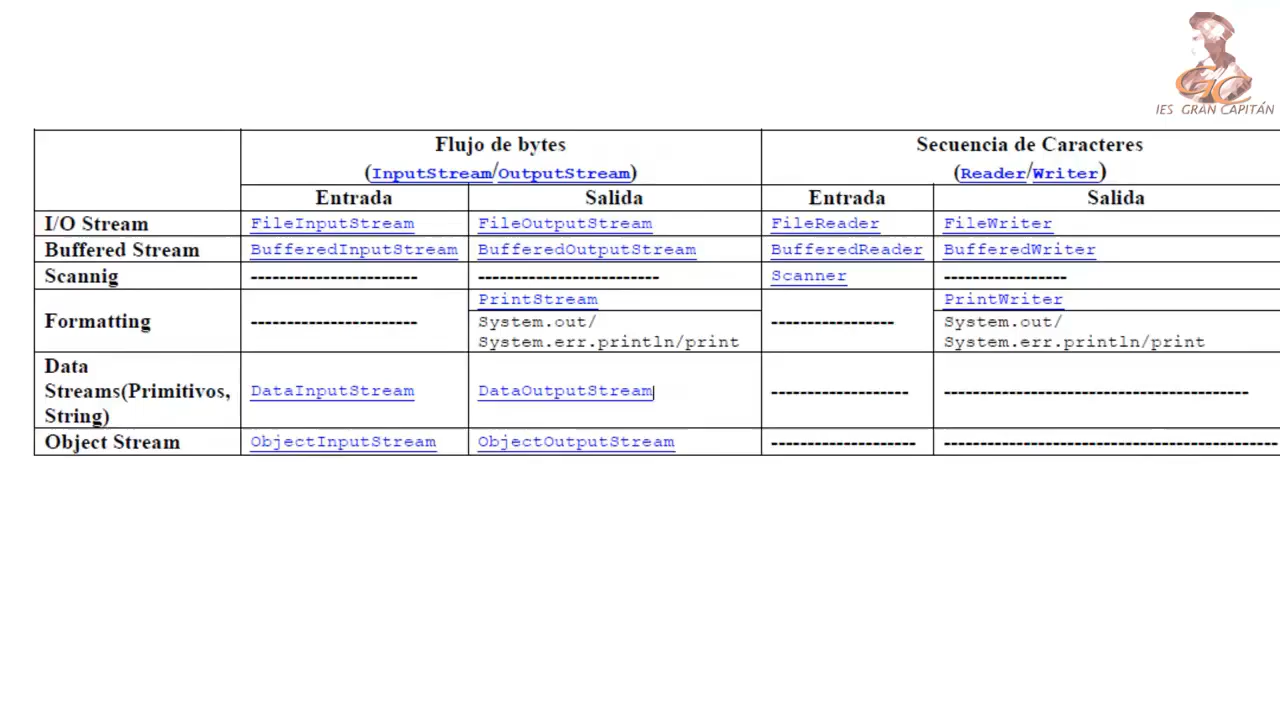 IES GRAN CAPITÁN
Flujo de bytes
(InputStream/OutputStream)
Secuencia de Caracteres
(Reader/Writer)
Entrada
Salida
Entrada
Salida
I/O Stream
FileInputStream
FileOutputStream
FileReader
FileWriter
Buffered Stream
BufferedInputStream
BufferedOutputStream
BufferedReader
BufferedWriter
Scannig
-----------------------
-------------------------
Scanner
-----------------
Formatting
-----------------------
PrintStream
System.out/
System.err.println/print
-----------------
PrintWriter
System.out/
System.err.println/print
Data
Streams(Primitivos,
String)
DataInputStream
DataOutputStream
-------------------
------------------------------------------
Object Stream
ObjectInputStream
ObjectOutputStream
--------------------
----------------------------------------------